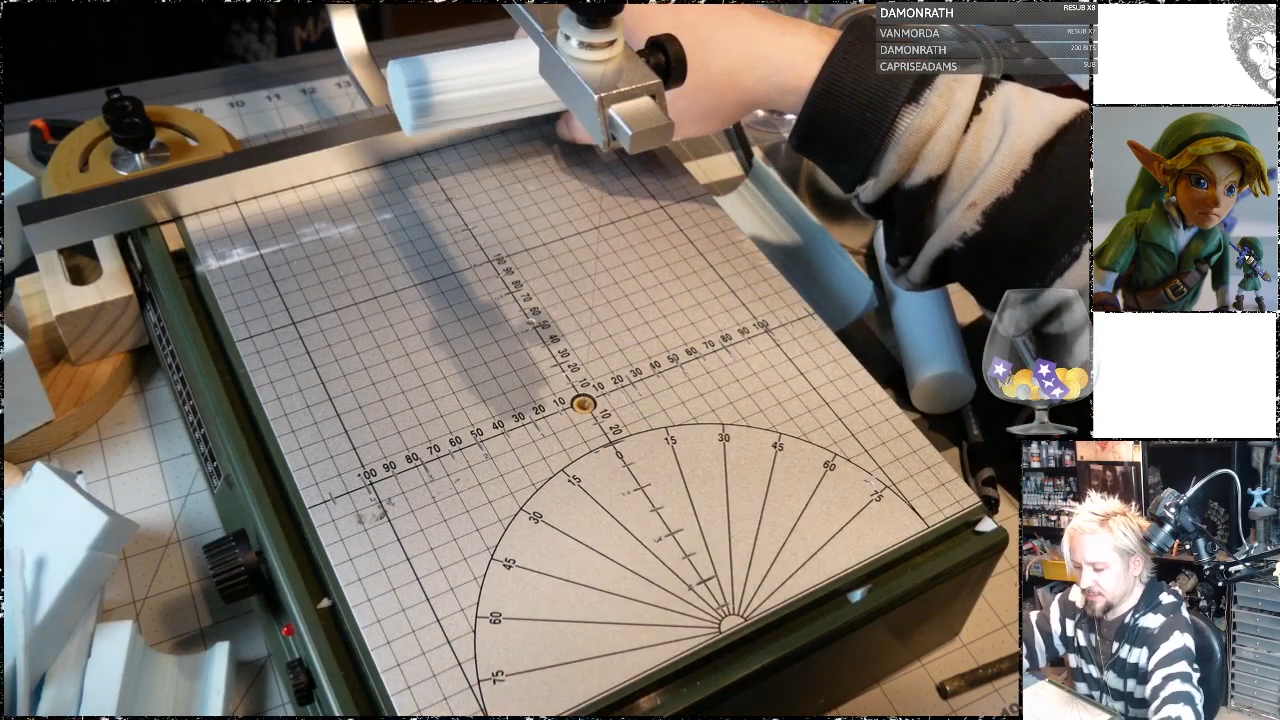 DAMONRATH RESUB X8
VANMORDA RESUB X7
DAMONRATH 200 BITS
CAPRISEADAMS SUB
MA
9 10 11 12 13
100
90
80
70
60
50
40
30
20
10
100 90 80 70 60 50 40 30 20 10
10 20 30 40 50 60 70 80 90 100
10
20
75 60 45 30 15 0 15 30 45 60 75